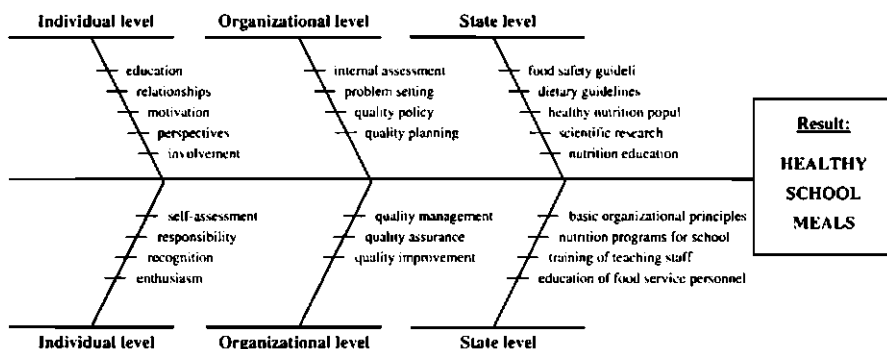 Individual level
Organizational level
State level
education
relationships
motivation
perspectives
involvement
internal assessment
problem setting
quality policy
quality planning
food safety guideli
dietary guidelines
healthy nutrition popul
scientific research
nutrition education
Result:
HEALTHY
SCHOOL
MEALS
self-assessment
responsibility
recognition
enthusiasm
quality management
quality assurance
quality improvement
basic organizational principles
nutrition programs for school
training of teaching staff
education of food service personnel
Individual level
Organizational level
State level